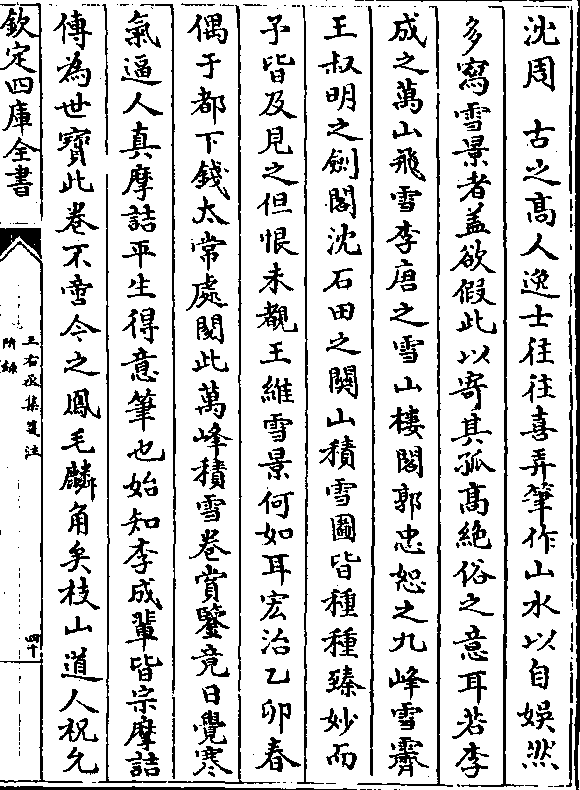 沈周　古之高人逸士往往喜弄筆作山水以自娛然
多寫雪景者蓋欲假此以寄其孤高絕俗之意耳若李
成之萬山飛雪李唐之雪山樓閣郭忠恕之九峰雪霽
王叔明之劍閣沈石田之關山積雪圖皆種種臻妙而
予皆及見之但恨未覩王維雪景何如耳宏治乙卯春
偶于都下錢太常處閱此萬峰積雪卷賞鑒竟日覺寒
氣逼人真摩詰平生得意筆也始知李成輩皆宗摩詰
傳為世寶此卷不啻今之鳳毛麟角矣枝山道人祝允
欽定四庫全書
王右丞集箋注
附錄
四十